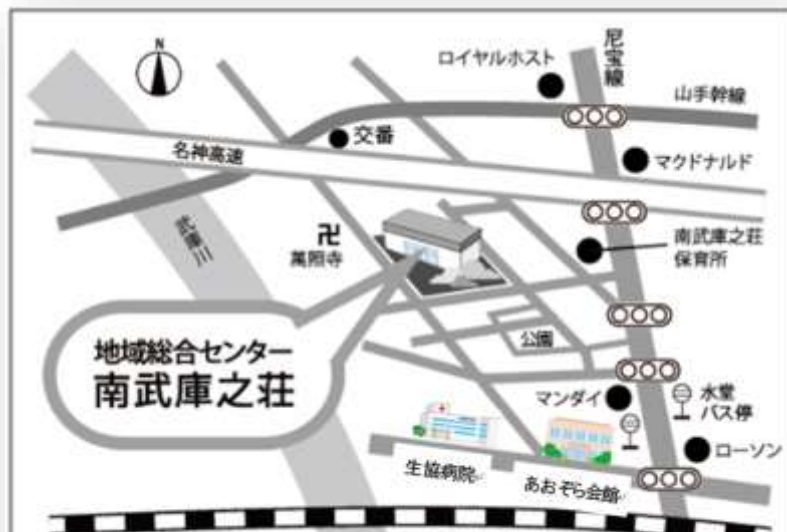 N
ロイヤルホスト
尼宝線
山手幹線
交番
名神高速
マクドナルド
武庫川
卍
萬照寺
南武庫之荘
保育所
地域総合センター
南武庫之荘
公園
マンダイ
水堂
バス停
ローソン
生協病院
あおぞら会館